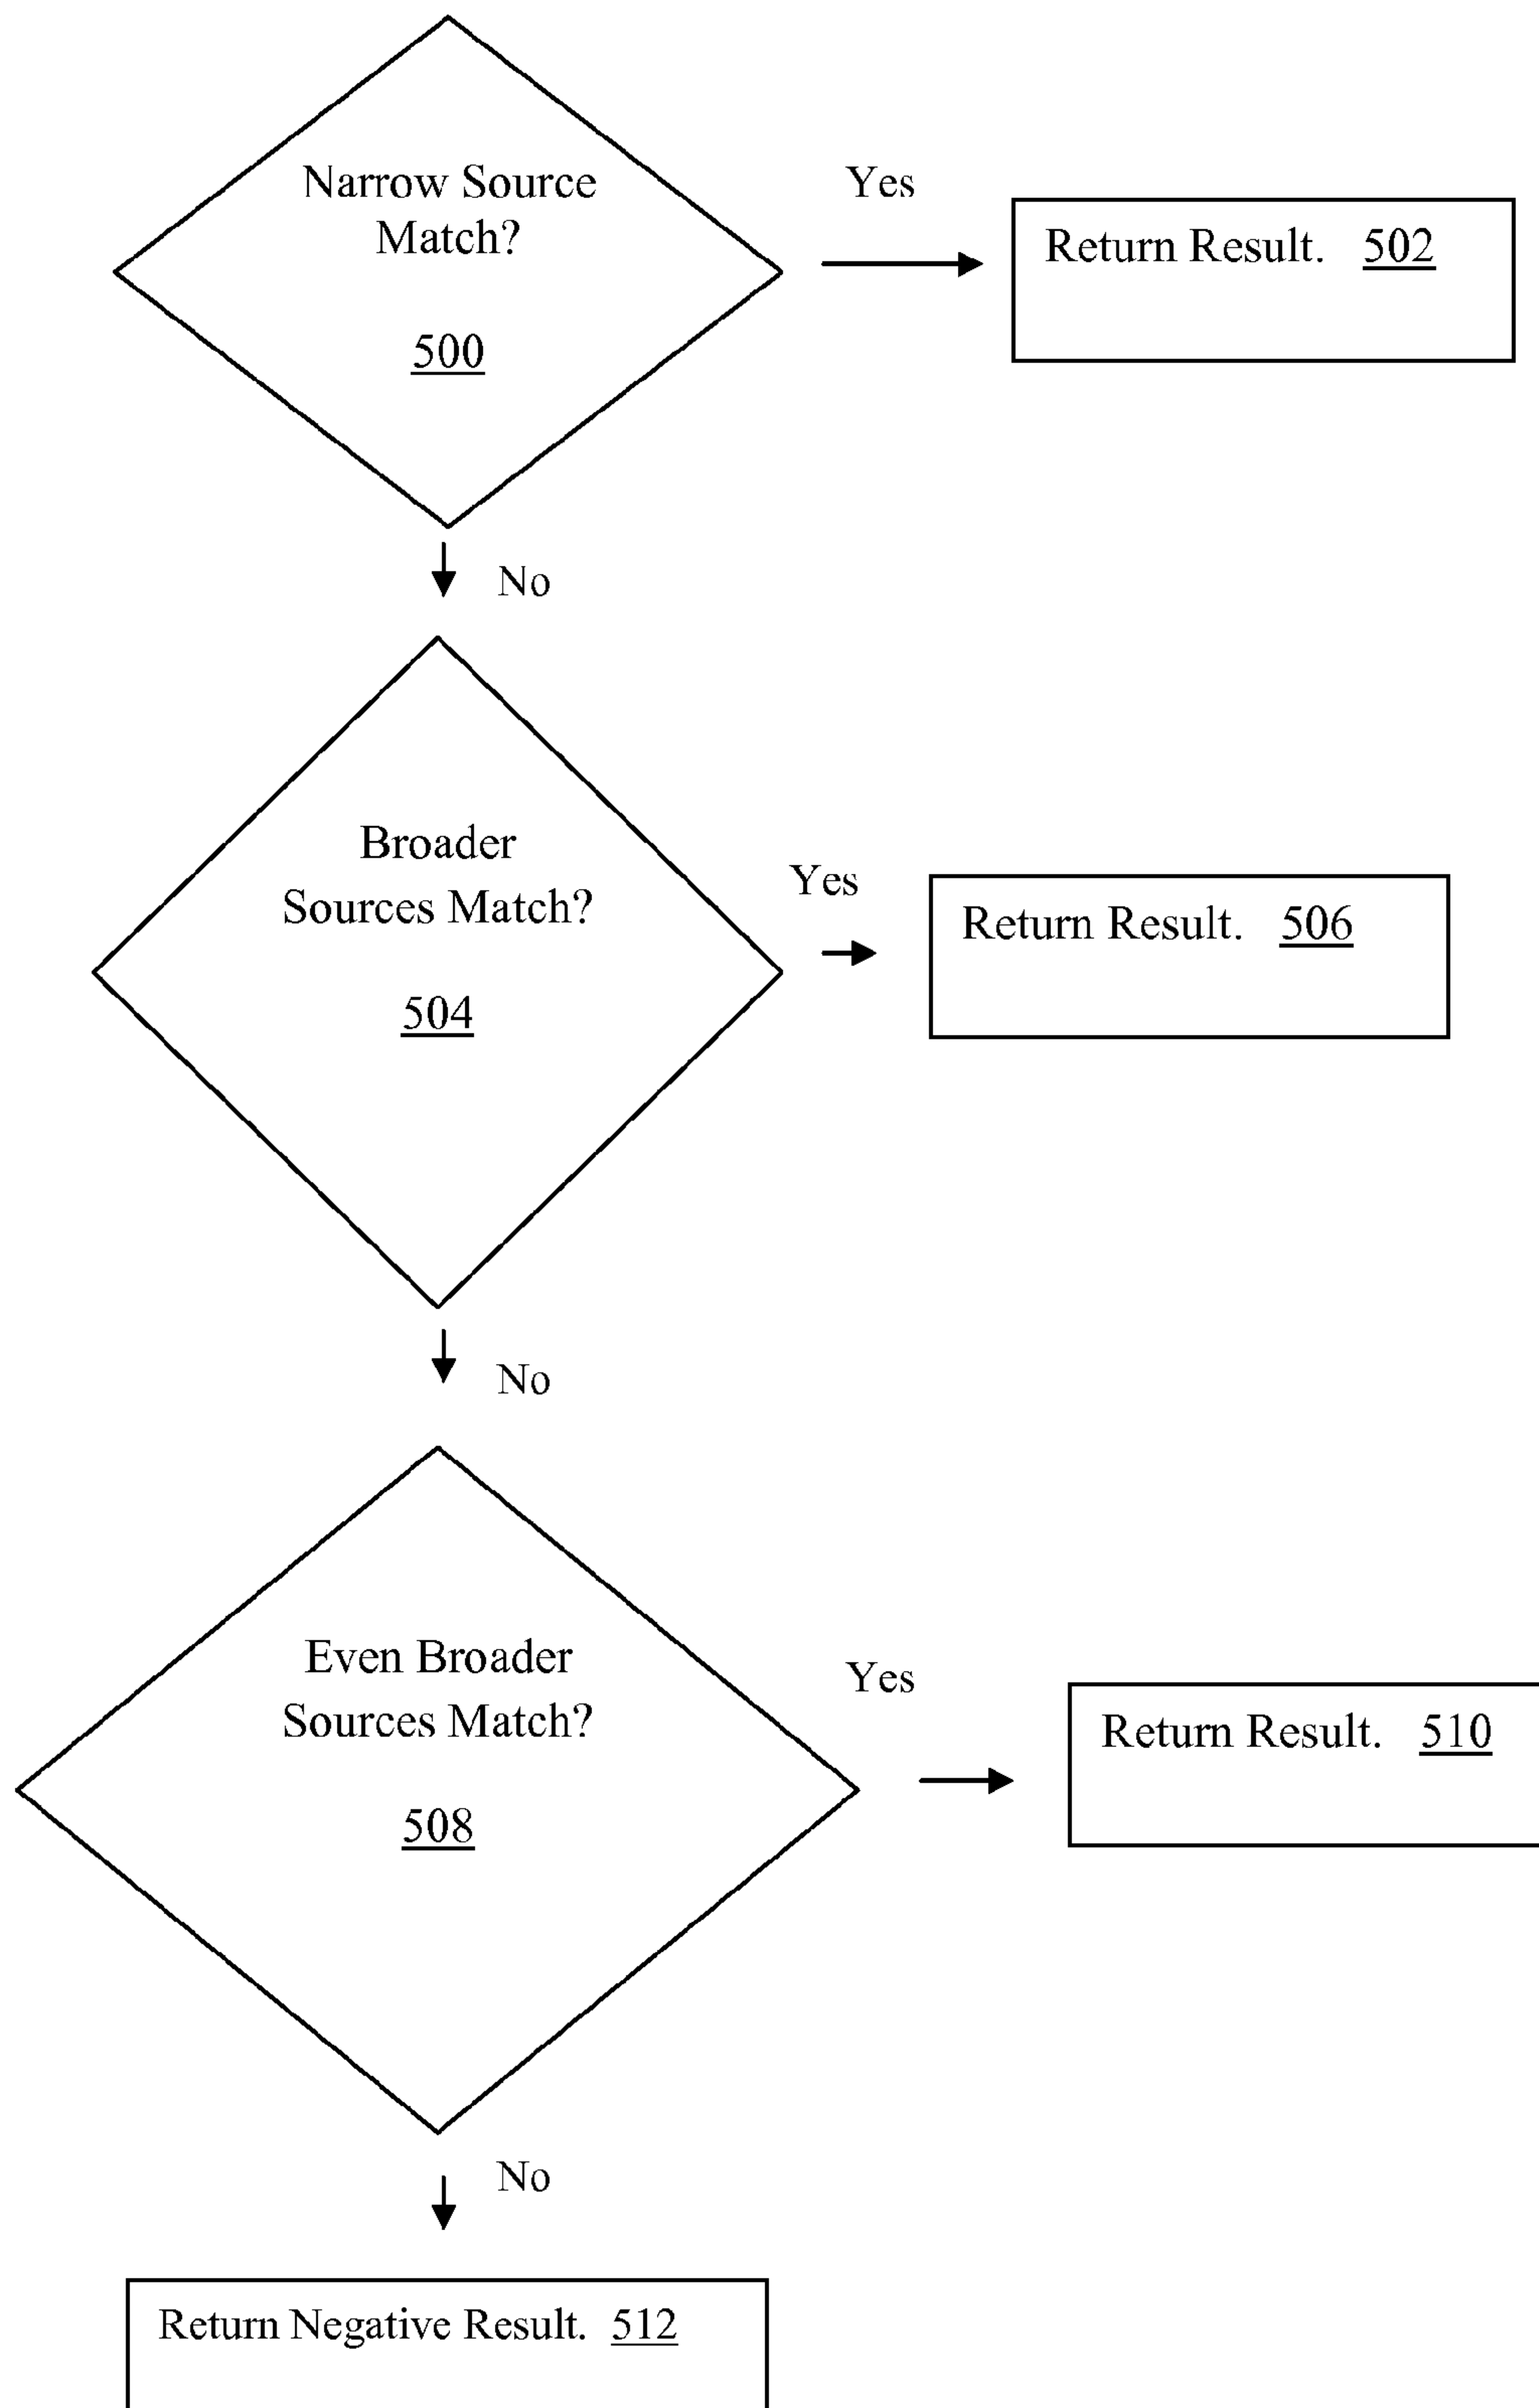 Narrow Source
Match?
500
Yes
Return Result. 502
No
Broader
Sources Match?
504
Yes
Return Result. 506
No
Even Broader
Sources Match?
508
Yes
Return Result. 510
No
Return Negative Result. 512